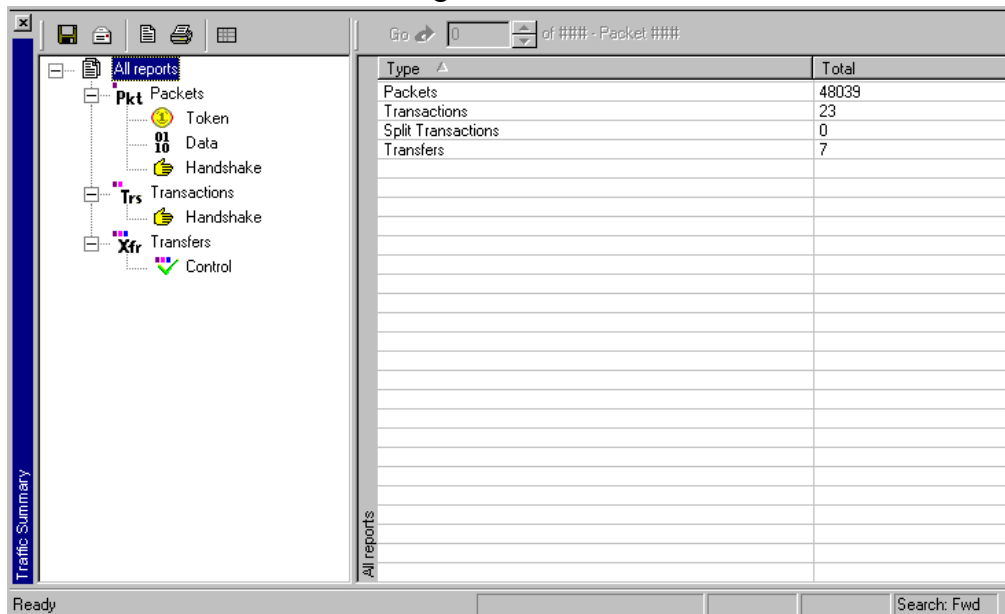 Go 0 of ### - Packet ###
All reports
Pkt Packets
1 Token
01 10 Data
Handshake
Trs Transactions
Handshake
Xfr Transfers
Control
Type Total
Packets 48039
Transactions 23
Split Transactions 0
Transfers 7
Traffic Summary
All reports
Ready Search: Fwd